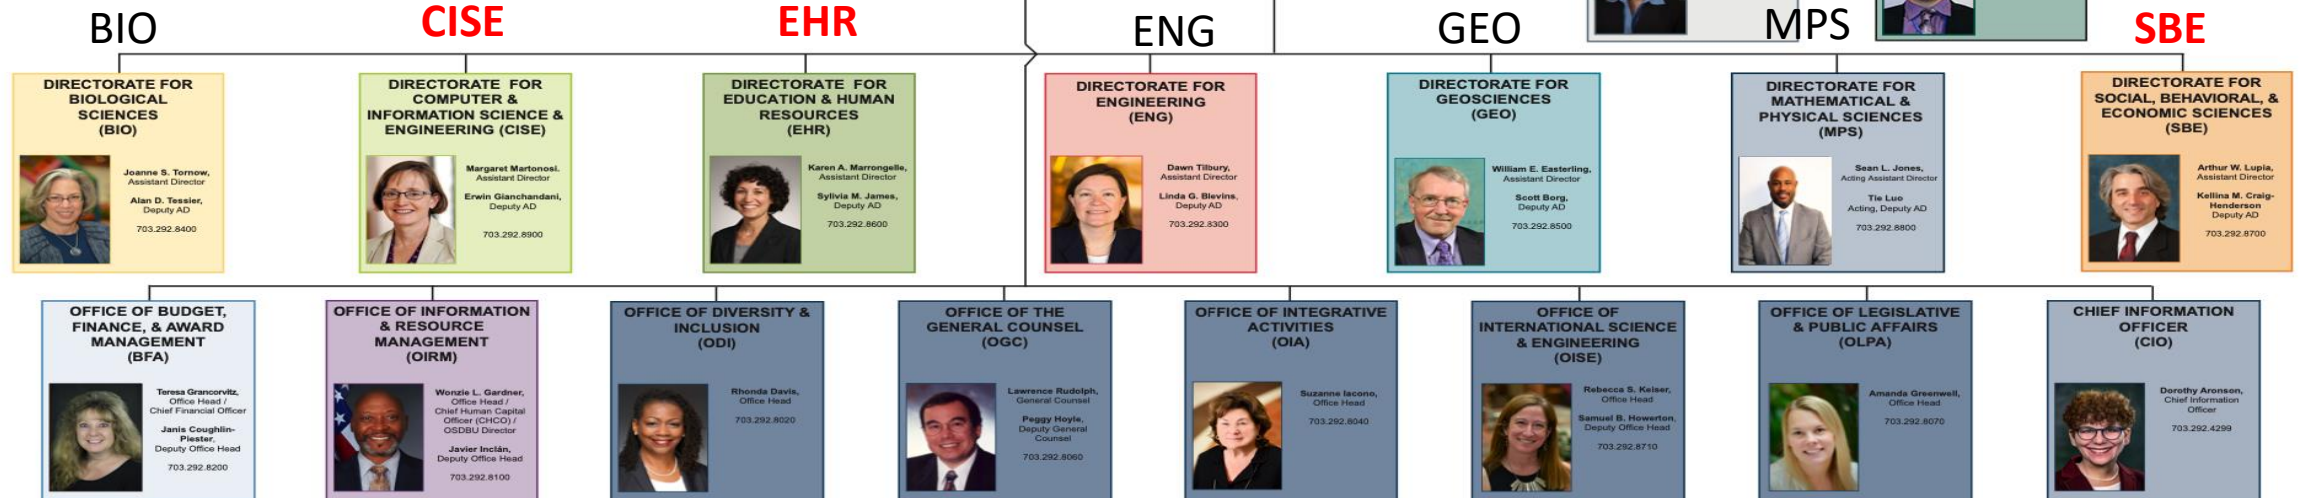 BIO
CISE
EHR
ENG
GEO
MPS
SBE
DIRECTORATE FOR
BIOLOGICAL
SCIENCES
(BIO)
Joanne S. Tornow,
Assistant Director
Alan D. Tessier,
Deputy AD
703.292.8400
DIRECTORATE FOR
COMPUTER &
INFORMATION SCIENCE &
ENGINEERING (CISE)
Margaret Martonosi.
Assistant Director
Erwin Gianchandani,
Deputy AD
703.292.8900
DIRECTORATE FOR
EDUCATION & HUMAN
RESOURCES
(EHR)
Karen A. Marrongelle,
Assistant Director
Sylivia M. James,
Deputy AD
703.292.8600
DIRECTORATE FOR
ENGINEERING
(ENG)
Dawn Tilbury,
Assistant Director
Linda G. Blevins,
Deputy AD
703.292.8300
DIRECTORATE FOR
GEOSCIENCES
(GEO)
William E. Easterling,
Assistant Director
Scott Borg,
Deputy AD
703.292.8500
DIRECTORATE FOR
MATHEMATICAL &
PHYSICAL SCIENCES
(MPS)
Sean L. Jones,
Acting Assistant Director
Tie Luo
Acting, Deputy AD
703.292.8800
DIRECTORATE FOR
SOCIAL, BEHAVIORAL, &
ECONOMIC SCIENCES
(SBE)
Arthur W. Lupia,
Assistant Director
Kellina M. Craig-
Henderson
Deputy AD
703.292.8700
OFFICE OF BUDGET,
FINANCE, & AWARD
MANAGEMENT
(BFA)
Teresa Grancorvitz,
Office Head /
Chief Financial Officer
Janis Coughlin-
Piester,
Deputy Office Head
703.292.8200
OFFICE OF INFORMATION
& RESOURCE
MANAGEMENT
(OIRM)
Wonzie L. Gardner,
Office Head /
Chief Human Capital
Officer (CHCO) /
OSDBU Director
Javier Inclán,
Deputy Office Head
703.292.8100
OFFICE OF DIVERSITY &
INCLUSION
(ODI)
Rhonda Davis,
Office Head
703.292.8020
OFFICE OF THE
GENERAL COUNSEL
(OGC)
Lawrence Rudolph,
General Counsel
Peggy Hoyle,
Deputy General
Counsel
703.292.8060
OFFICE OF INTEGRATIVE
ACTIVITIES
(OIA)
Suzanne Iacono,
Office Head
703.292.8040
OFFICE OF
INTERNATIONAL SCIENCE
& ENGINEERING
(OISE)
Rebecca S. Keiser,
Office Head
Samuel B. Howerton,
Deputy Office Head
703.292.8710
OFFICE OF LEGISLATIVE
& PUBLIC AFFAIRS
(OLPA)
Amanda Greenwell,
Office Head
703.292.8070
CHIEF INFORMATION
OFFICER
(CIO)
Dorothy Aronson,
Chief Information
Officer
703.292.4299